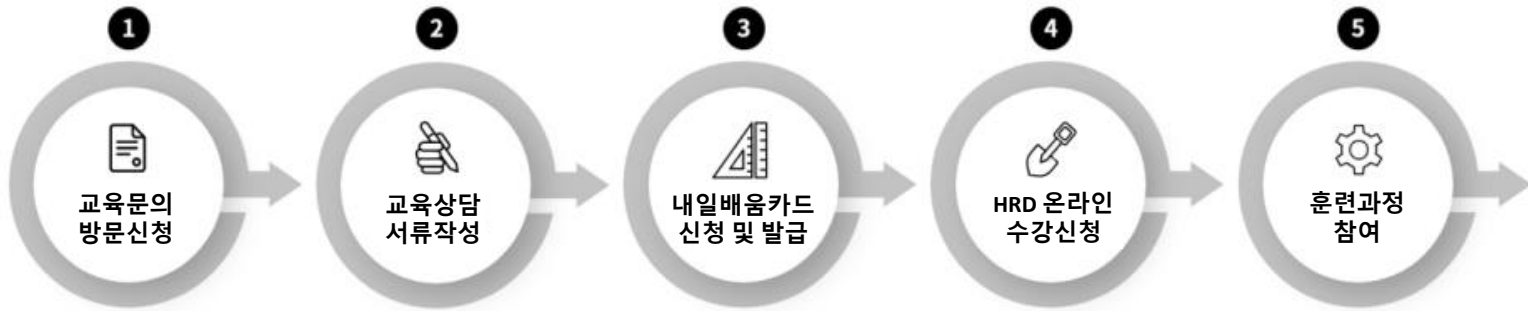 1
2
3
4
5
교육문의
방문신청
교육상담
서류작성
내일배움카드
신청 및 발급
HRD 온라인
수강신청
훈련과정
참여